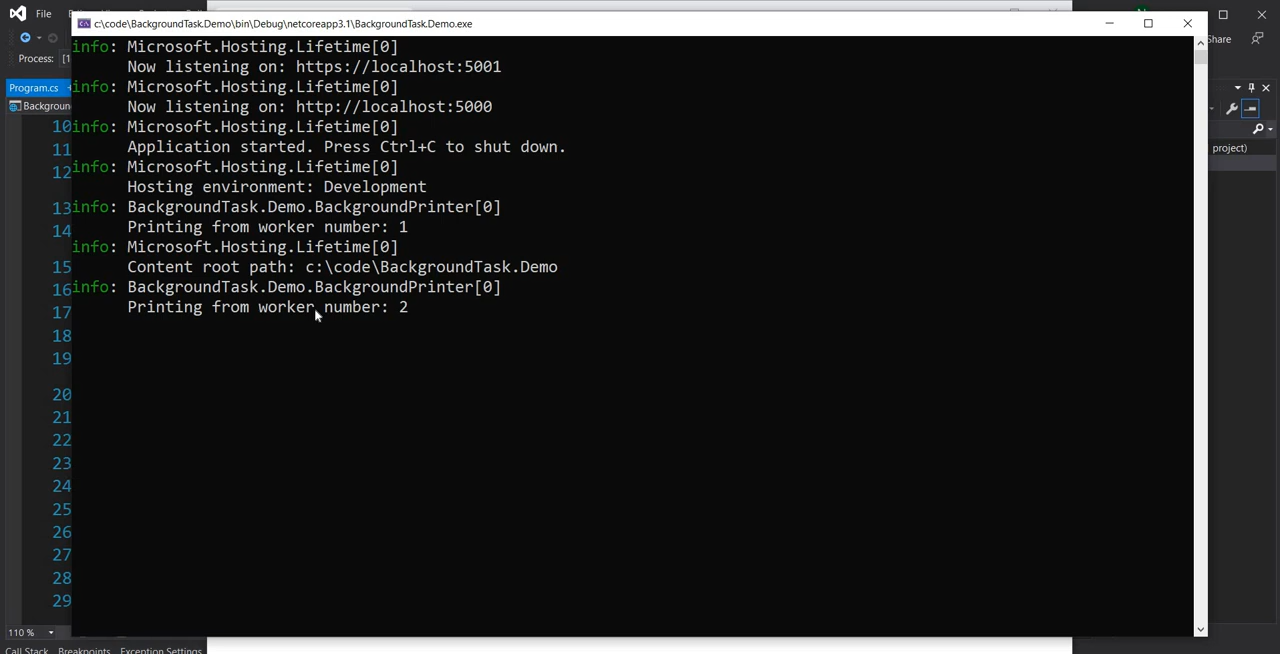 File
c:\code\BackgroundTask.Demo\bin\Debug\netcoreapp3.1\BackgroundTask.Demo.exe
Share
Process:
Program.cs
project)
info: Microsoft.Hosting.Lifetime[0]
Now listening on: https://localhost:5001
info: Microsoft.Hosting.Lifetime[0]
Now listening on: http://localhost:5000
info: Microsoft.Hosting.Lifetime[0]
Application started. Press Ctrl+C to shut down.
info: Microsoft.Hosting.Lifetime[0]
Hosting environment: Development
info: BackgroundTask.Demo.BackgroundPrinter[0]
Printing from worker number: 1
info: Microsoft.Hosting.Lifetime[0]
Content root path: c:\code\BackgroundTask.Demo
info: BackgroundTask.Demo.BackgroundPrinter[0]
Printing from worker number: 2
10
11
12
13
14
15
16
17
18
19
20
21
22
23
24
25
26
27
28
29
110 %
Call Stack Breakpoints Exception Settings